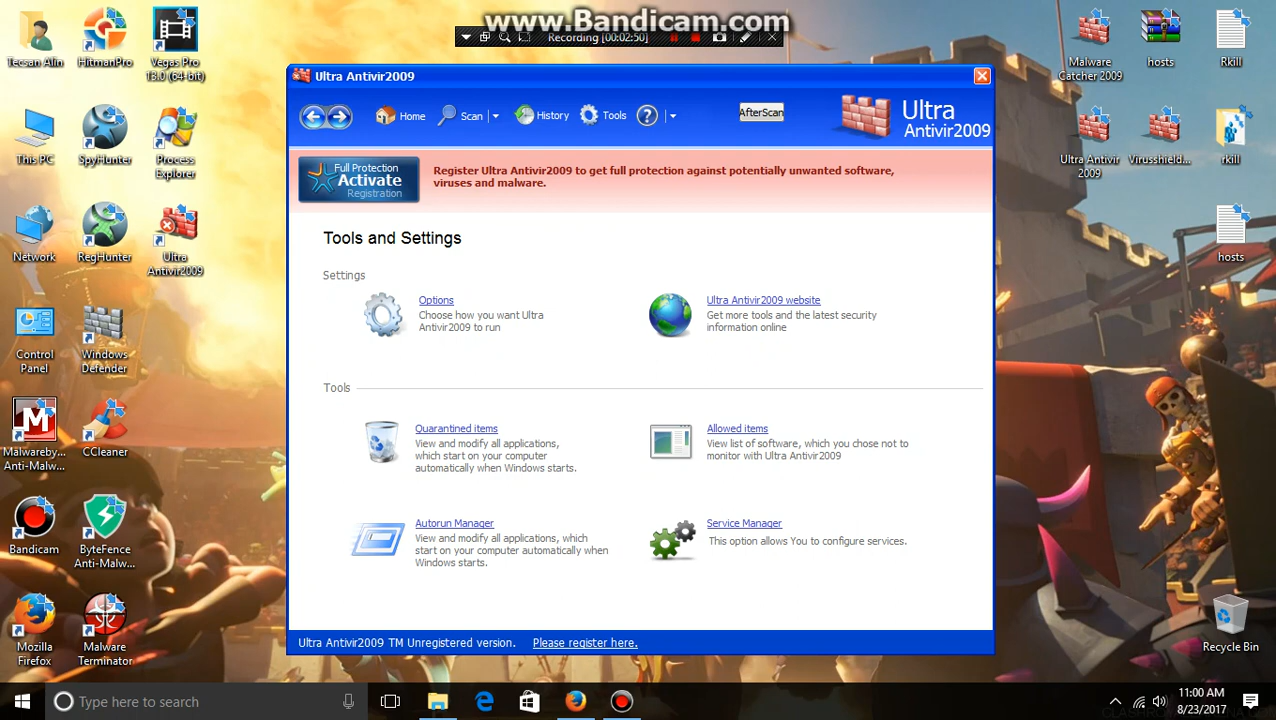 www.Bandicam.com
Recording [00:02:50]
Tecsan Alin
HitmanPro
Vegas Pro
13.0 (64-bit)
Malware
Catcher 2009
hosts
Rkill
This PC
SpyHunter
Process
Explorer
Ultra Antivir
2009
Virusshield...
rkill
Network
RegHunter
Ultra
Antivir2009
hosts
Control
Panel
Windows
Defender
Malwareby...
Anti-Malw...
CCleaner
Bandicam
ByteFence
Anti-Malw...
Mozilla
Firefox
Malware
Terminator
Recycle Bin
Ultra Antivir2009
Home
Scan
History
Tools
?
AfterScan
Ultra
Antivir2009
Full Protection
Activate
Registration
Register Ultra Antivir2009 to get full protection against potentially unwanted software,
viruses and malware.
Tools and Settings
Settings
Options
Choose how you want Ultra
Antivir2009 to run
Ultra Antivir2009 website
Get more tools and the latest security
information online
Tools
Quarantined items
View and modify all applications,
which start on your computer
automatically when Windows starts.
Allowed items
View list of software, which you chose not to
monitor with Ultra Antivir2009
Autorun Manager
View and modify all applications, which
start on your computer automatically when
Windows starts.
Service Manager
This option allows You to configure services.
Ultra Antivir2009 TM Unregistered version. Please register here.
Type here to search
11:00 AM
8/23/2017